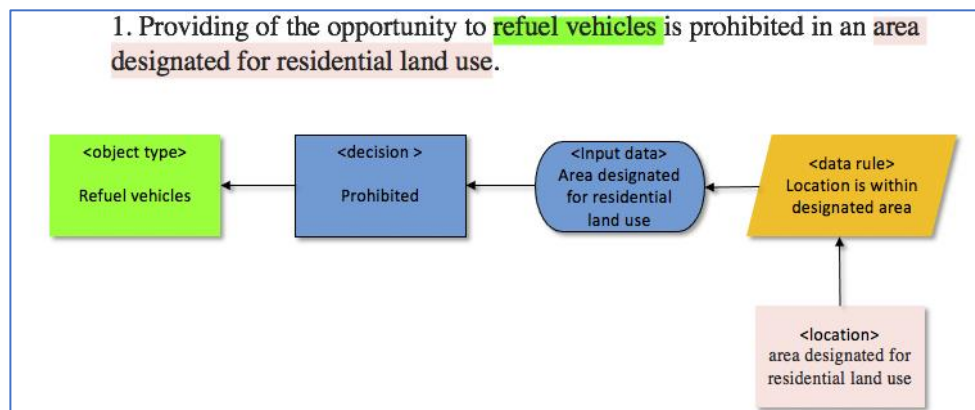 1. Providing of the opportunity to refuel vehicles is prohibited in an area
designated for residential land use.
<object type>
Refuel vehicles
<decision >
Prohibited
<Input data>
Area designated
for residential
land use
<data rule>
Location is within
designated area
<location>
area designated for
residential land use